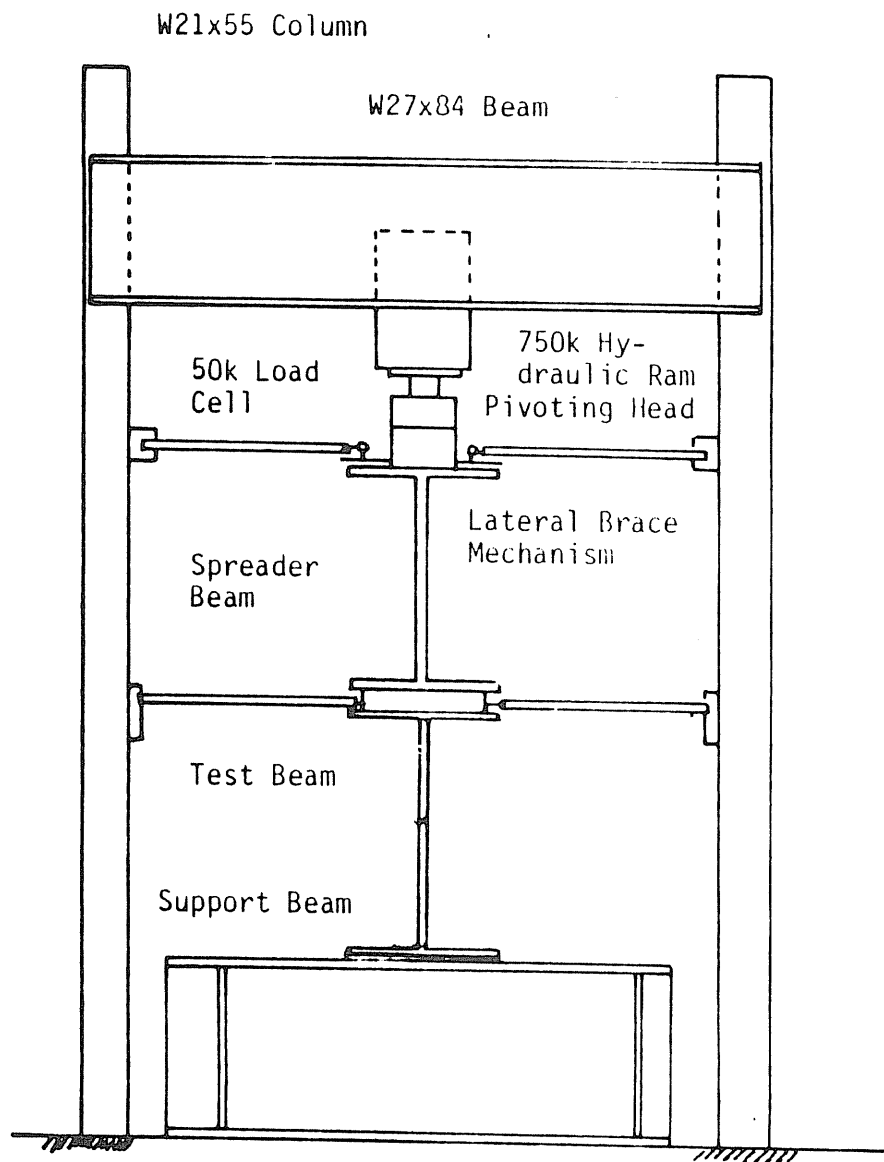 W21x55 Column
W27x84 Beam
50k Load
Cell
750k Hy-
draulic Ram
Pivoting Head
Lateral Brace
Mechanism
Spreader
Beam
Test Beam
Support Beam